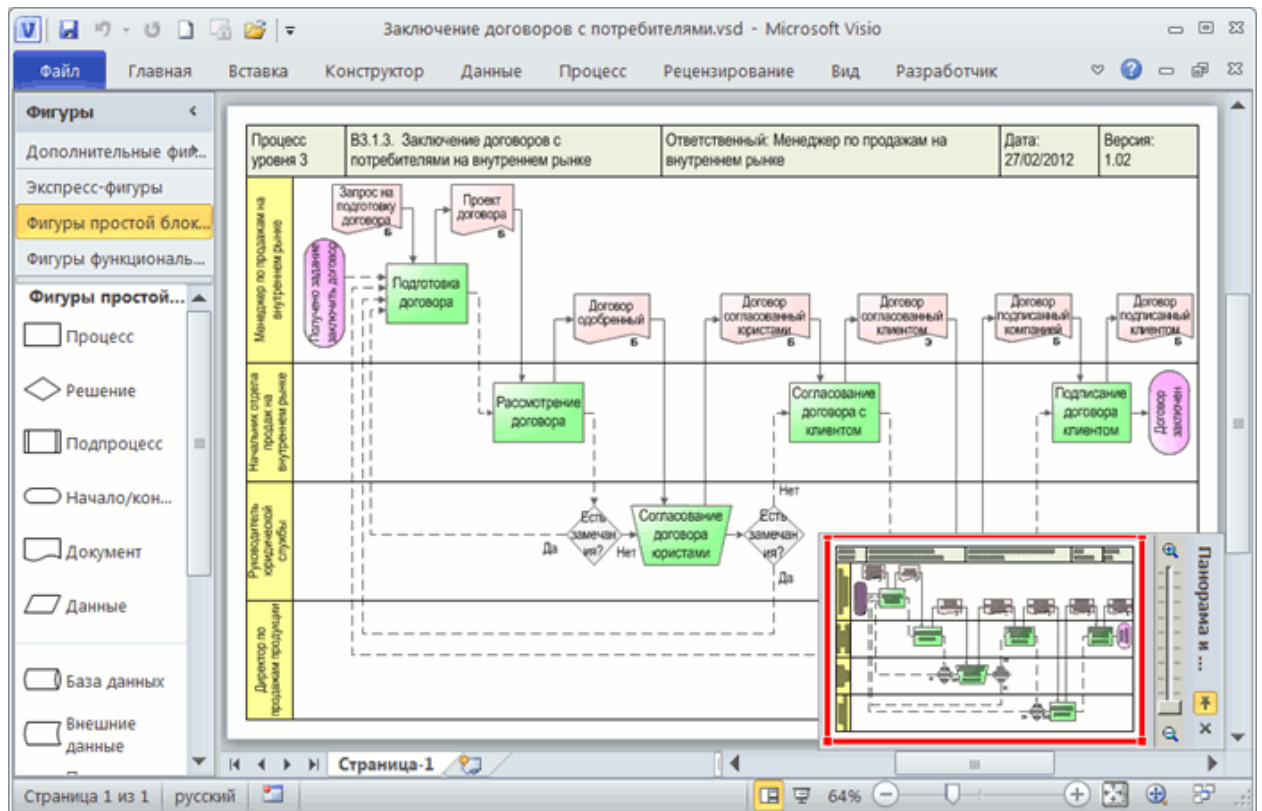 Заключение договоров с потребителями.vsd - Microsoft Visio
Файл Главная Вставка Конструктор Данные Процесс Рецензирование Вид Разработчик
Фигуры
Дополнительные фи...
Экспресс-фигуры
Фигуры простой блок...
Фигуры функциональ...
Фигуры простой...
Процесс
Решение
Подпроцесс
Начало/кон...
Документ
Данные
База данных
Внешние
данные
Процесс
уровня 3
В3.1.3. Заключение договоров с
потребителями на внутреннем рынке
Ответственный: Менеджер по продажам на
внутреннем рынке
Дата:
27/02/2012
Версия:
1.02
Менеджер по продажам на
внутреннем рынке
Получено задание
заключить договор
Запрос на
подготовку
договора
Б
Проект
договора
Б
Подготовка
договора
Договор
одобренный
Б
Договор
согласованный
юристами
Б
Договор
согласованный
клиентом
Э
Договор
подписанный
компанией
Б
Договор
подписанный
клиентом
Б
Начальник отдела
продаж на
внутреннем рынке
Рассмотрение
договора
Согласование
договора с
клиентом
Подписание
договора
клиентом
Договор
заключен
Руководитель
юридической
службы
Есть
замечан
ия?
Да
Нет
Согласование
договора
юристами
Есть
замечан
ия?
Нет
Да
Директор по
продажам продукции
Панорама и ...
Страница-1
Страница 1 из 1 русский
64%